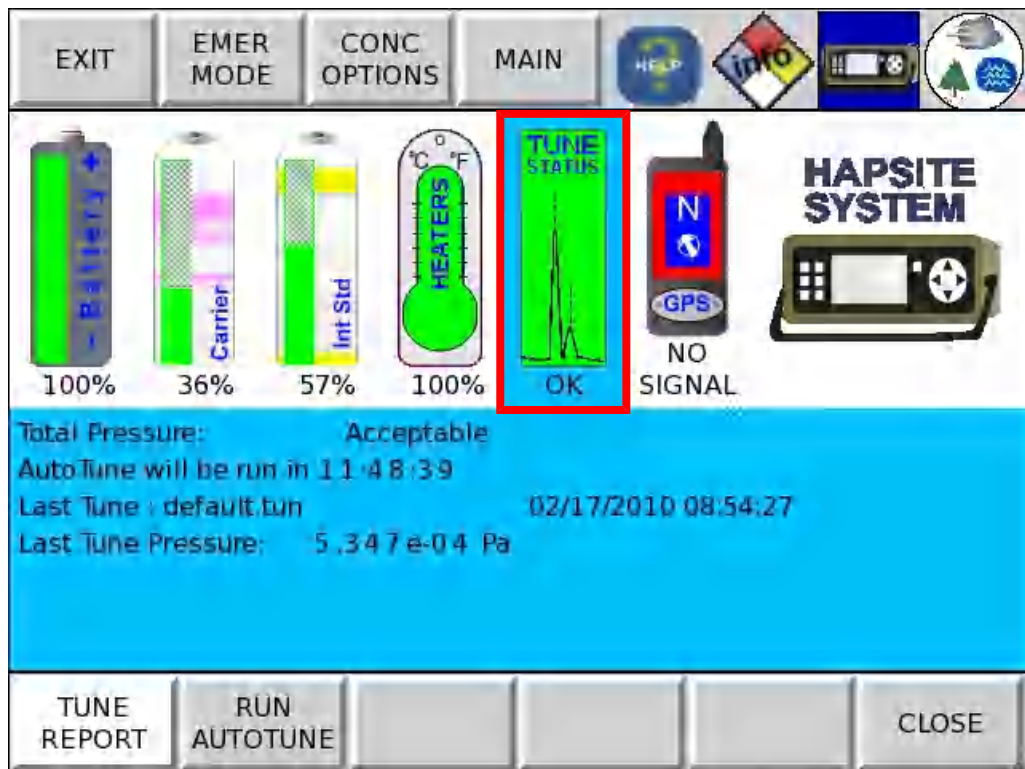 EXIT
EMER
MODE
CONC
OPTIONS
MAIN
HELP
info
- Battery +
Carrier
Int Std
°C °F
HEATERS
TUNE
STATUS
N
GPS
HAPSITE
SYSTEM
100%
36%
57%
100%
OK
NO
SIGNAL
Total Pressure: Acceptable
AutoTune will be run in 11:48:39
Last Tune : default.tun 02/17/2010 08:54:27
Last Tune Pressure: 5.347e-04 Pa
TUNE
REPORT
RUN
AUTOTUNE
CLOSE